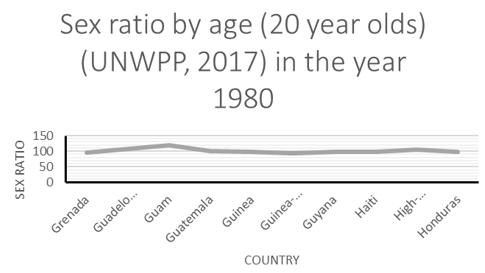 Sex ratio by age (20 year olds)
(UNWPP, 2017) in the year
1980
SEX RATIO
150
100
50
0
Grenada
Guadelo…
Guam
Guatemala
Guinea
Guinea-…
Guyana
Haiti
High-…
Honduras
COUNTRY